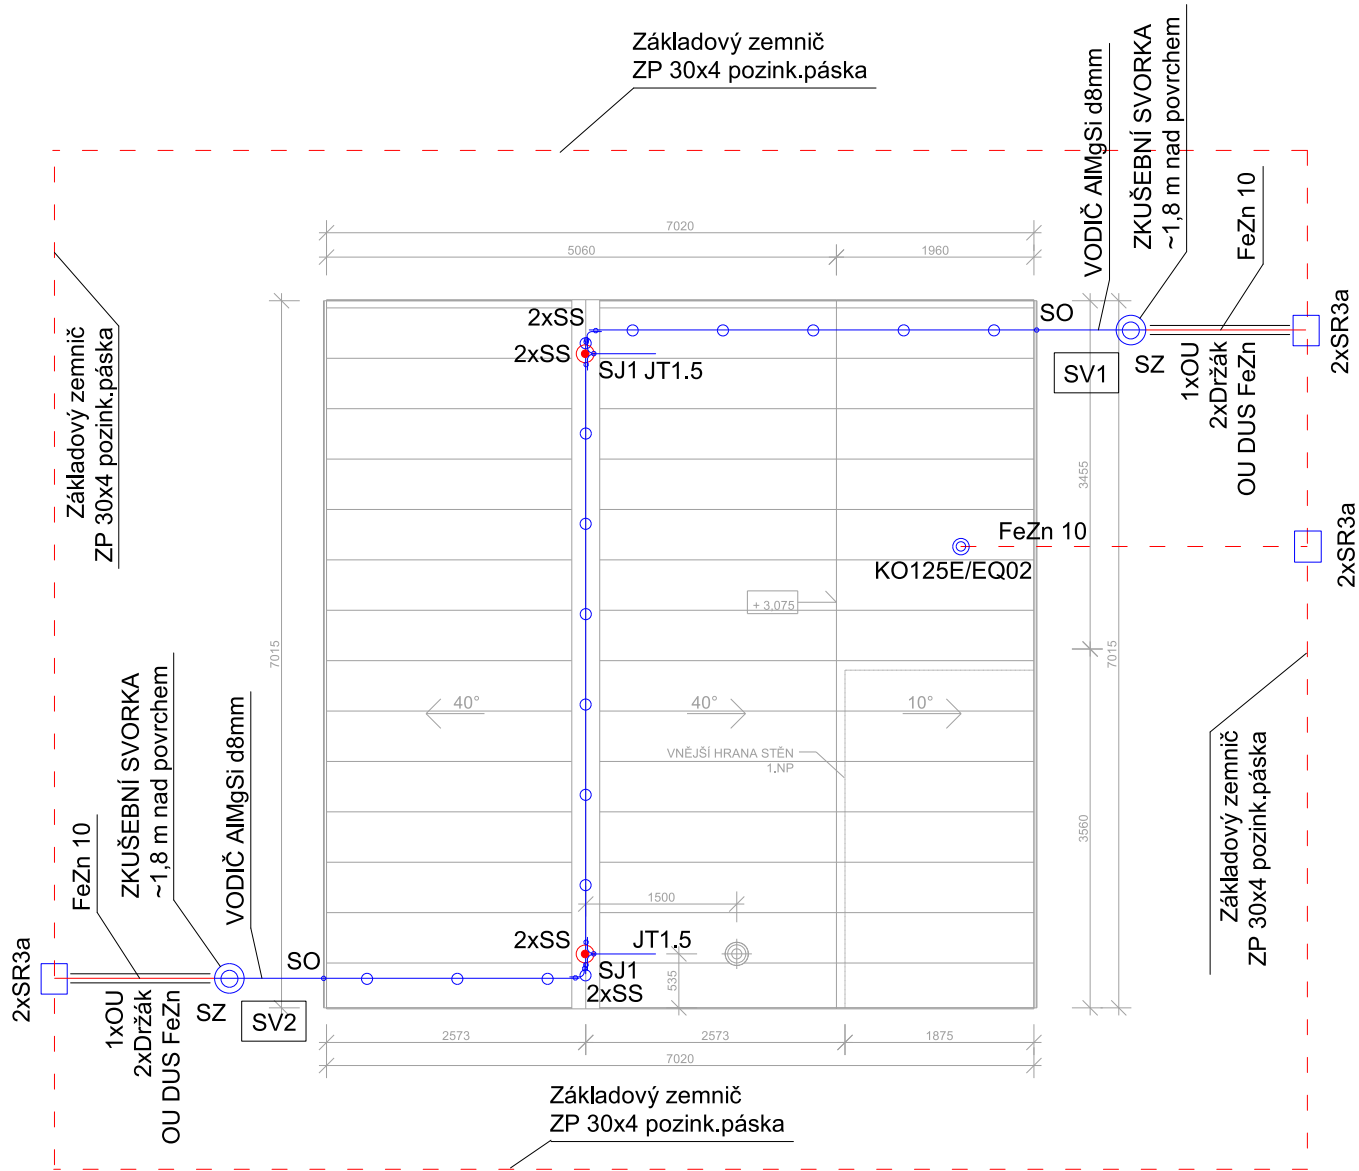 Základový zemnič
ZP 30x4 pozink.páska
VODIČ AlMgSi d8mm
ZKUŠEBNÍ SVORKA
~1,8 m nad povrchem
FeZn 10
7020
5060
1960
2xSS
2xSS
SJ1 JT1.5
SO
SV1
SZ
1xOU
2xDržák
OU DUS FeZn
2xSR3a
Základový zemnič
ZP 30x4 pozink.páska
3455
FeZn 10
KO125E/EQ02
2xSR3a
+ 3.075
7015
7015
40°
40°
10°
VNĚJŠÍ HRANA STĚN
1.NP
Základový zemnič
ZP 30x4 pozink.páska
3560
FeZn 10
ZKUŠEBNÍ SVORKA
~1,8 m nad povrchem
VODIČ AlMgSi d8mm
1500
2xSS
JT1.5
SJ1
2xSS
535
SO
2xSR3a
1xOU
2xDržák
OU DUS FeZn
SZ
SV2
2573
2573
1875
7020
Základový zemnič
ZP 30x4 pozink.páska